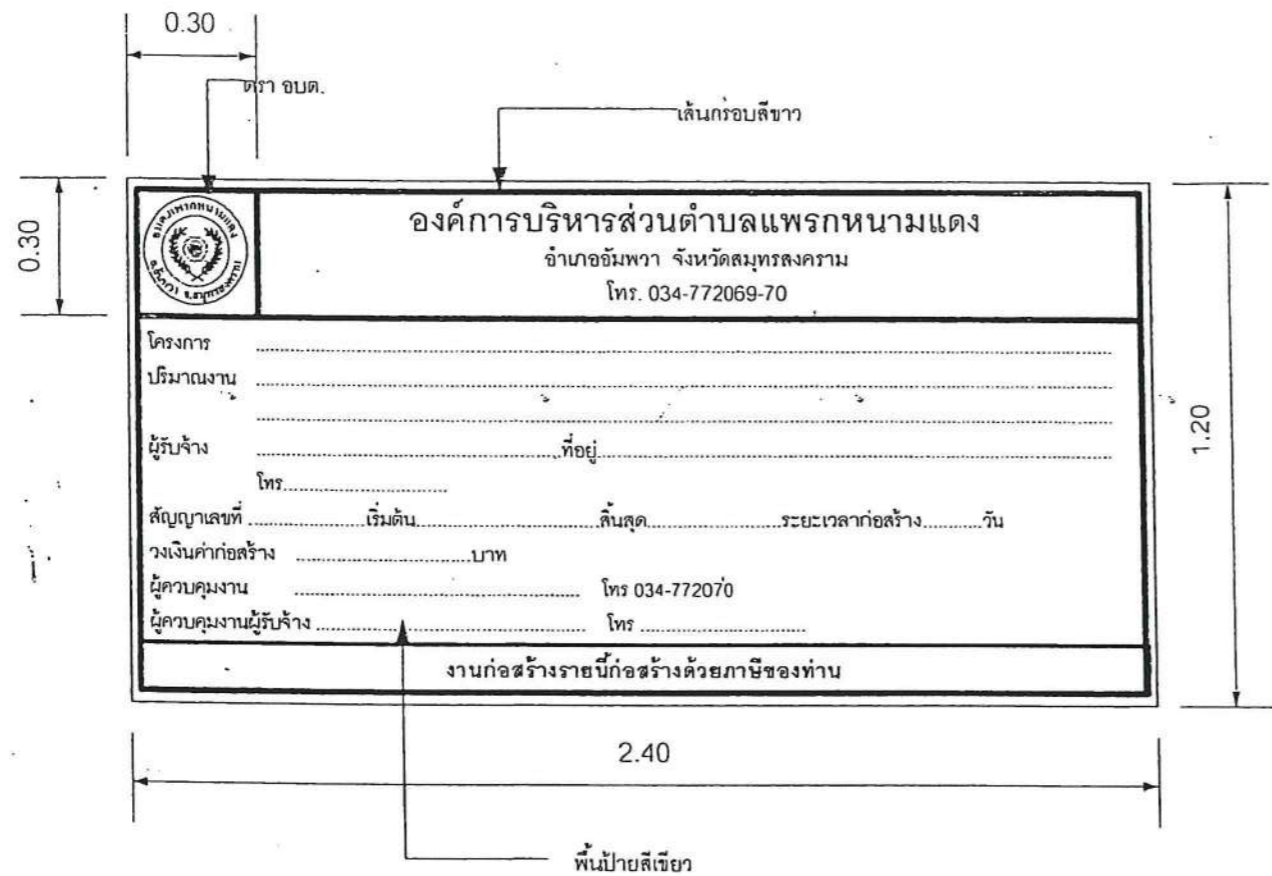 0.30
ตรา อบต.
เส้นกรอบสีขาว
0.30
องค์การบริหารส่วนตำบลแพรกหนามแดง
อำเภออัมพวา จังหวัดสมุทรสงคราม
โทร. 034-772069-70
โครงการ
ปริมาณงาน
ผู้รับจ้าง ที่อยู่
โทร
สัญญาเลขที่ เริ่มต้น สิ้นสุด ระยะเวลาก่อสร้าง วัน
วงเงินค่าก่อสร้าง บาท
ผู้ควบคุมงาน โทร 034-772070
ผู้ควบคุมงานผู้รับจ้าง โทร
งานก่อสร้างรายนี้ก่อสร้างด้วยภาษีของท่าน
1.20
2.40
พื้นป้ายสีเขียว